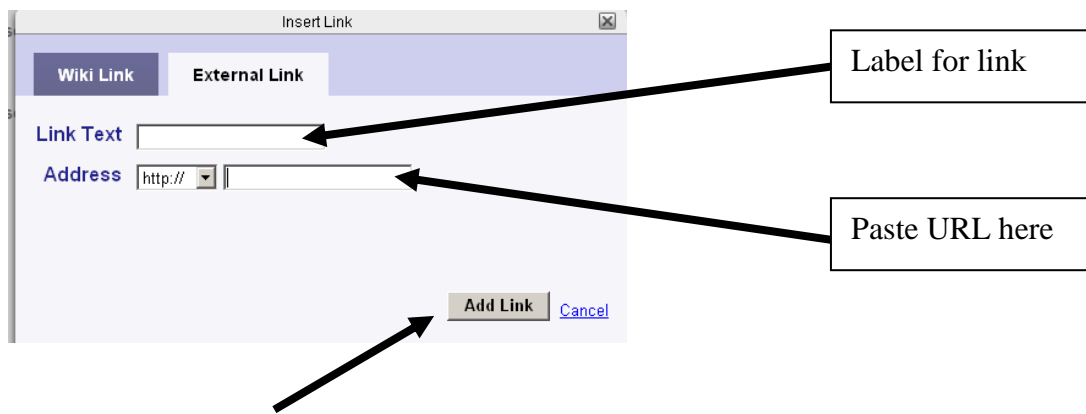 Insert Link
Wiki Link External Link
Label for link
Link Text
Address http://
Paste URL here
Add Link Cancel